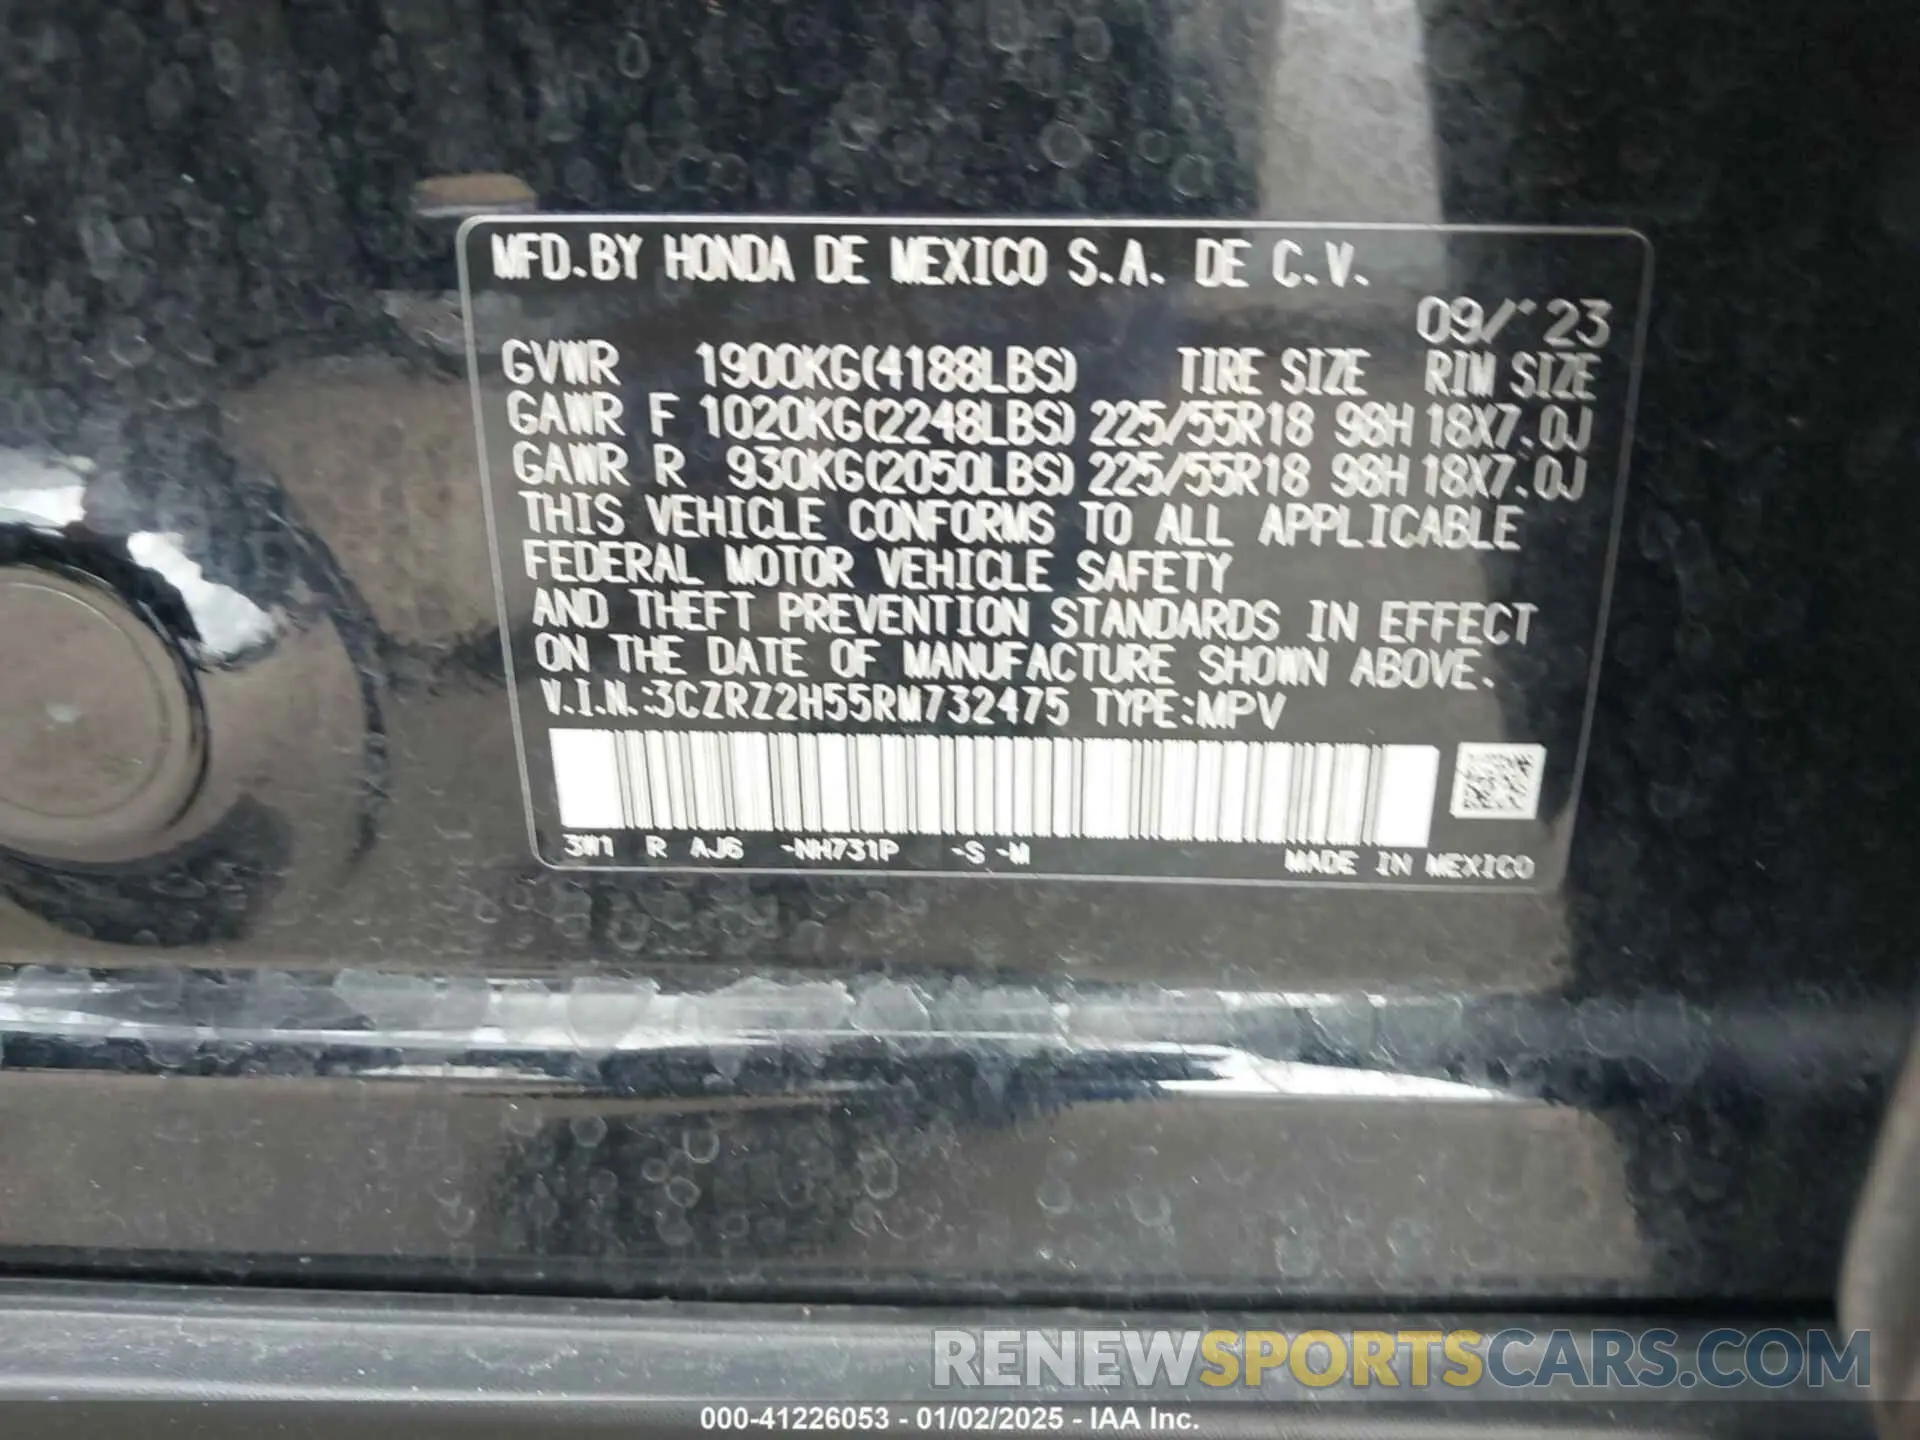 MFD.BY HONDA DE MEXICO S.A. DE C.V.
09/'23
GVWR 1900KG(4188LBS) TIRE SIZE RIM SIZE
GAWR F 1020KG(2248LBS) 225/55R18 98H 18X7.0J
GAWR R 930KG(2050LBS) 225/55R18 98H 18X7.0J
THIS VEHICLE CONFORMS TO ALL APPLICABLE
FEDERAL MOTOR VEHICLE SAFETY
AND THEFT PREVENTION STANDARDS IN EFFECT
ON THE DATE OF MANUFACTURE SHOWN ABOVE.
V.I.N.:3CZRZ2H55RM732475 TYPE:MPV
3W1 R AJ6 -NH731P -S -M MADE IN MEXICO
RENEWSPORTSCARS.COM
000-41226053 - 01/02/2025 - IAA Inc.